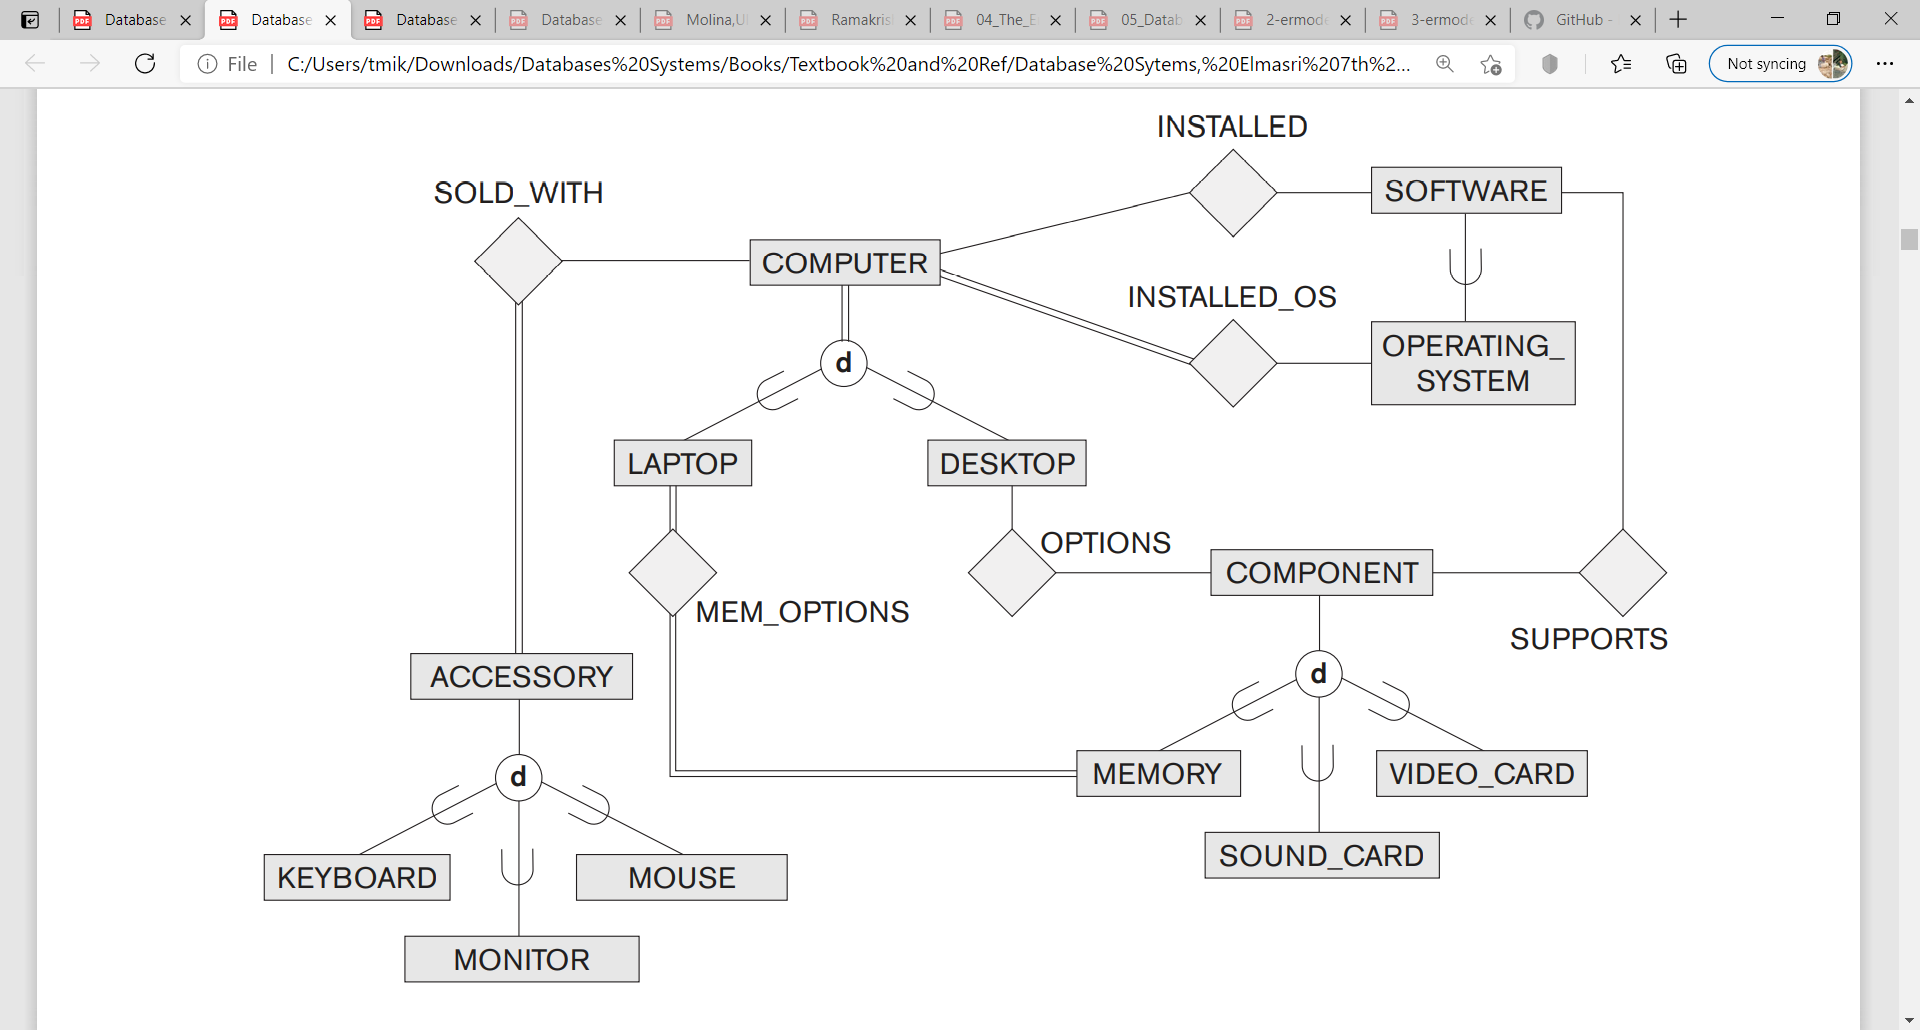 Database
Database
Database
Database
Molina,U
Ramakris
04_The_E
05_Datab
2-ermode
3-ermode
GitHub -
File
C:/Users/tmik/Downloads/Databases%20Systems/Books/Textbook%20and%20Ref/Database%20Sytems,%20Elmasri%207th%2...
Not syncing
INSTALLED
SOLD_WITH
SOFTWARE
COMPUTER
INSTALLED_OS
OPERATING_
SYSTEM
d
LAPTOP
DESKTOP
OPTIONS
COMPONENT
MEM_OPTIONS
SUPPORTS
ACCESSORY
d
d
MEMORY
VIDEO_CARD
SOUND_CARD
KEYBOARD
MOUSE
MONITOR